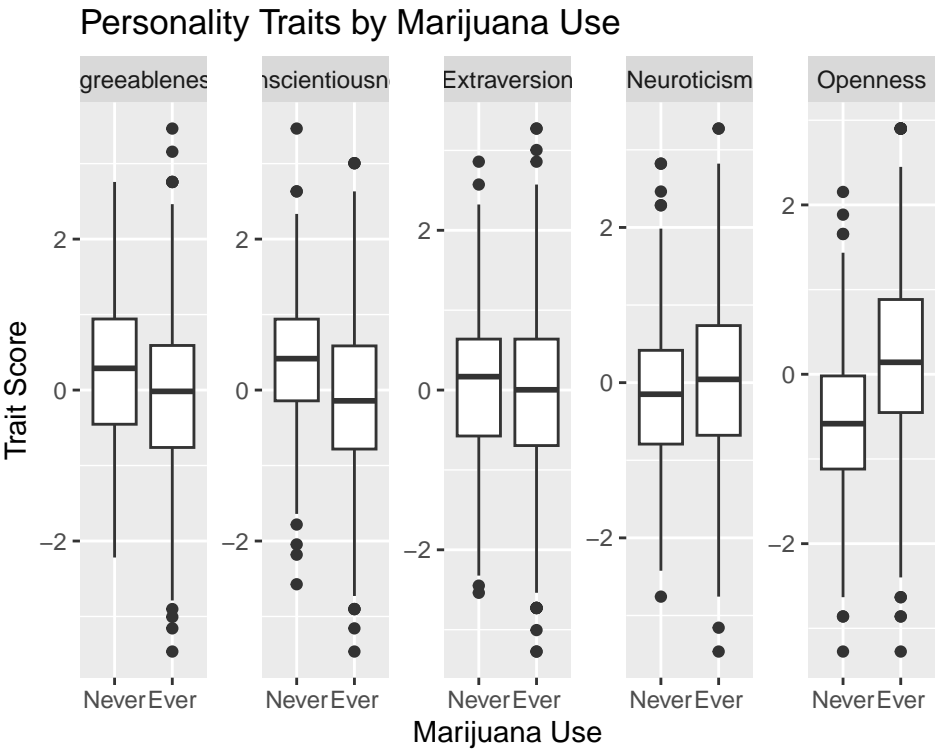 Personality Traits by Marijuana Use
greeablenes nscientiousn Extraversion Neuroticism Openness
2 2 2 2 2
0 0 0 0 0
−2 −2 −2 −2 −2
Trait Score
Never Ever Never Ever Never Ever Never Ever Never Ever
Marijuana Use